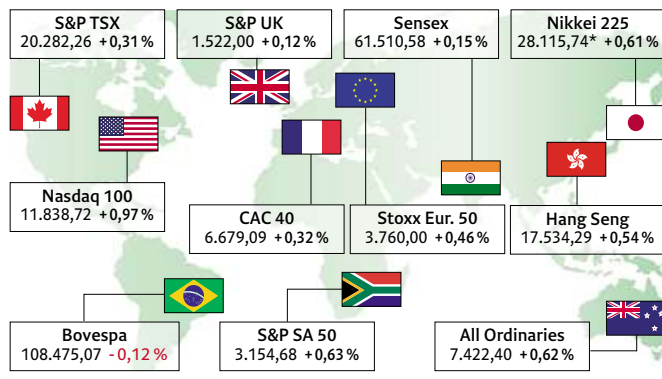 S&P TSX
20.282,26 +0,31 %
S&P UK
1.522,00 +0,12 %
Sensex
61.510,58 +0,15 %
Nikkei 225
28.115,74* +0,61 %
Nasdaq 100
11.838,72 +0,97 %
CAC 40
6.679,09 +0,32 %
Stoxx Eur. 50
3.760,00 +0,46 %
Hang Seng
17.534,29 +0,54 %
Bovespa
108.475,07 -0,12 %
S&P SA 50
3.154,68 +0,63 %
All Ordinaries
7.422,40 +0,62 %